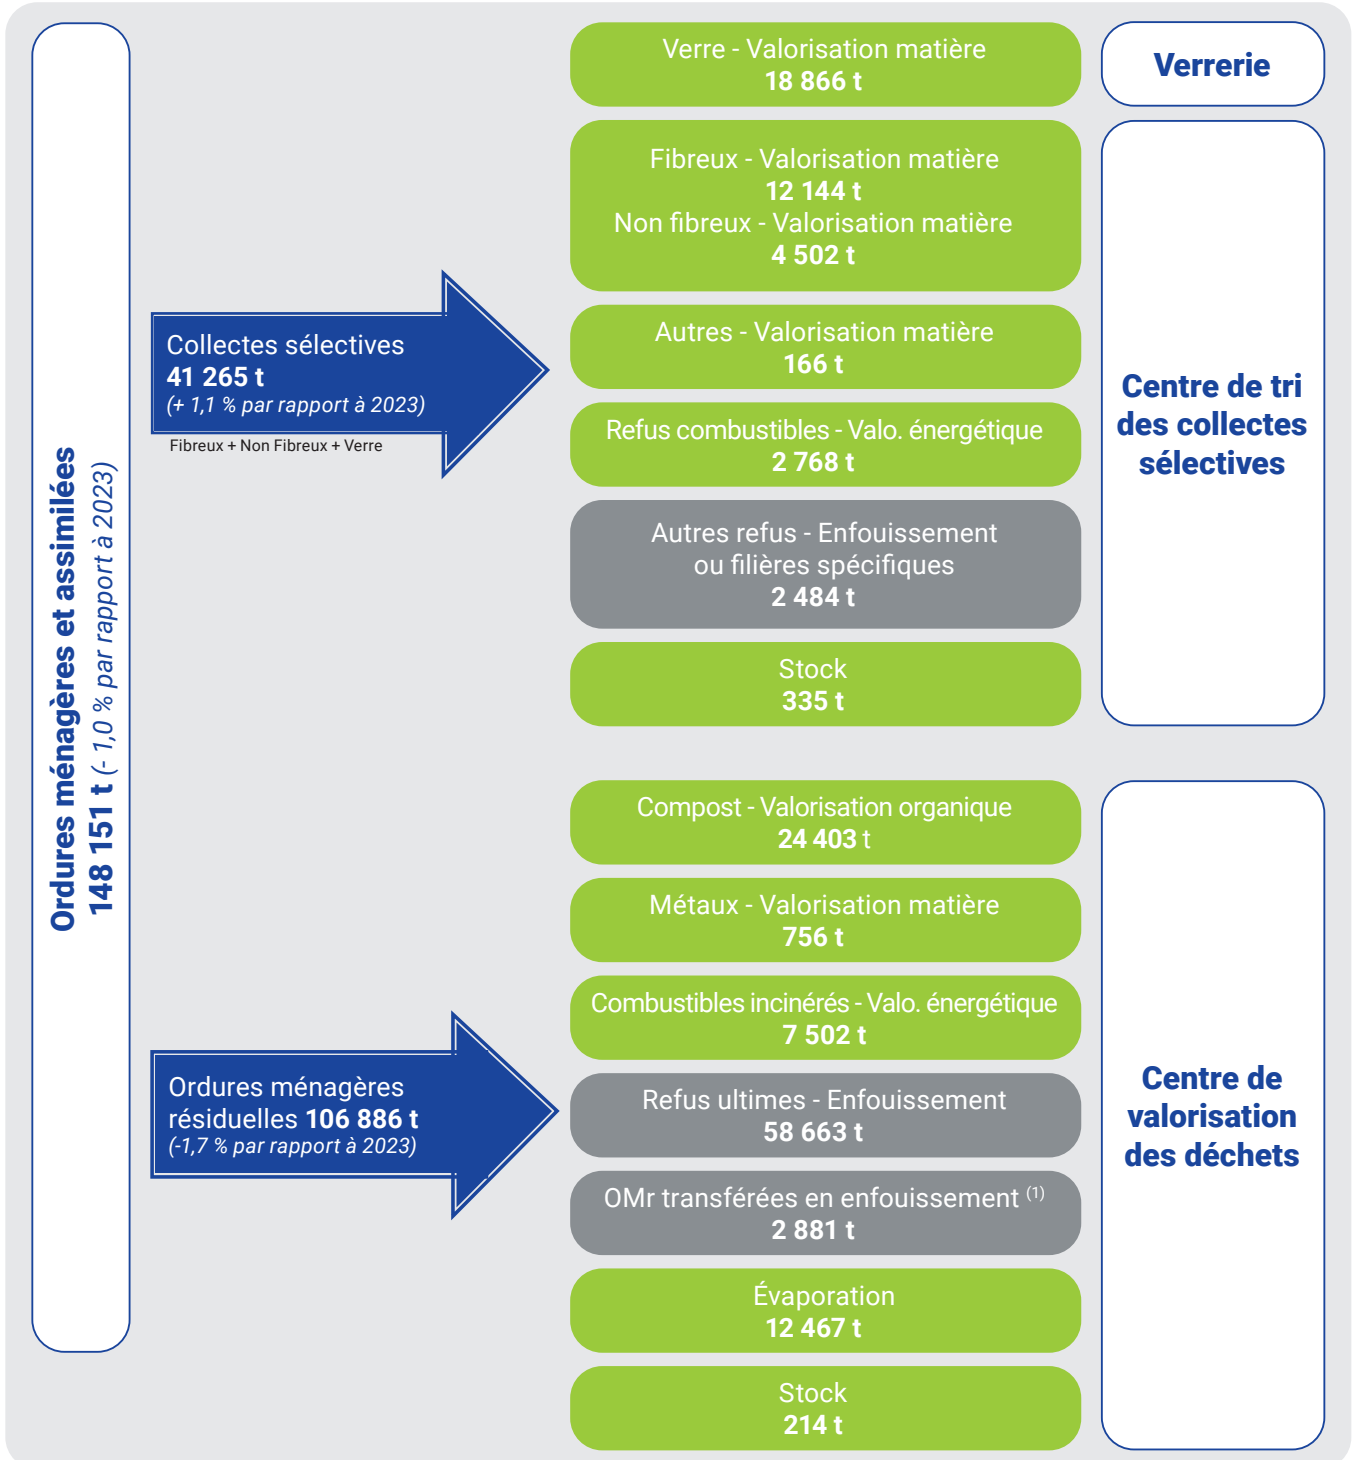 Ordures ménagères et assimilées
148 151 t (- 1,0 % par rapport à 2023)
Collectes sélectives
41 265 t
(+ 1,1 % par rapport à 2023)
Fibreux + Non Fibreux + Verre
Verre - Valorisation matière
18 866 t
Verrerie
Fibreux - Valorisation matière
12 144 t
Non fibreux - Valorisation matière
4 502 t
Autres - Valorisation matière
166 t
Refus combustibles - Valo. énergétique
2 768 t
Autres refus - Enfouissement
ou filières spécifiques
2 484 t
Stock
335 t
Centre de tri
des collectes
sélectives
Ordures ménagères
résiduelles 106 886 t
(-1,7 % par rapport à 2023)
Compost - Valorisation organique
24 403 t
Métaux - Valorisation matière
756 t
Combustibles incinérés - Valo. énergétique
7 502 t
Refus ultimes - Enfouissement
58 663 t
OMr transférées en enfouissement (1)
2 881 t
Évaporation
12 467 t
Stock
214 t
Centre de
valorisation
des déchets